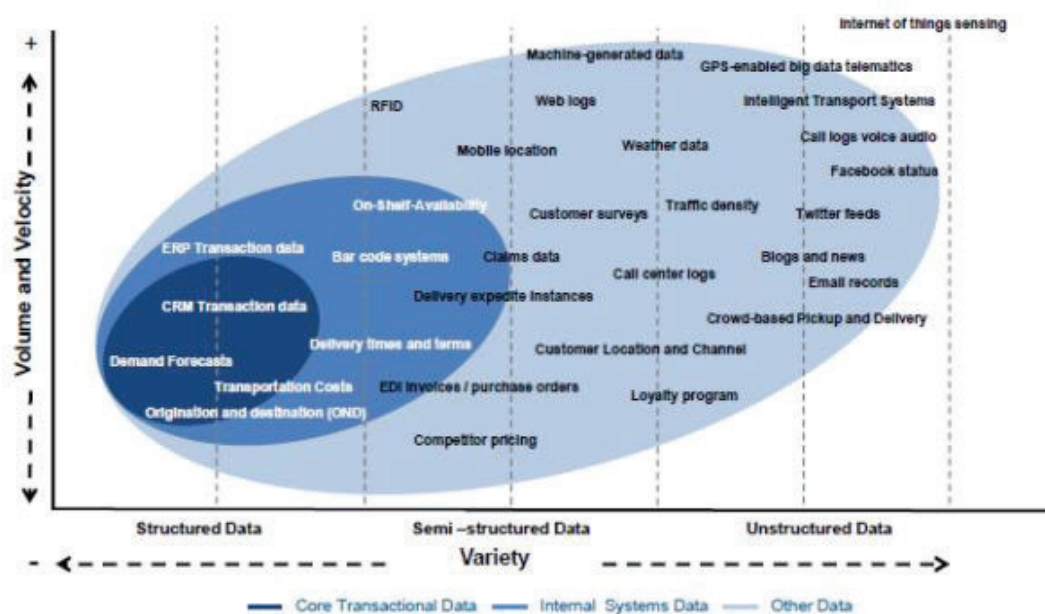 Internet of things sensing
+
Machine-generated data
GPS-enabled big data telematics
RFID
Web logs
Intelligent Transport Systems
Call logs voice audio
Mobile location
Weather data
Facebook status
On-Shelf-Availability
Customer surveys
Traffic density
Twitter feeds
ERP Transaction data
Bar code systems
Claims data
Blogs and news
Call center logs
Email records
CRM Transaction data
Delivery expedite instances
Crowd-based Pickup and Delivery
Delivery times and terms
Customer Location and Channel
Demand Forecasts
Transportation Costs
EDI Invoices / purchase orders
Loyalty program
Origination and destination (OND)
Competitor pricing
Volume and Velocity
-
Structured Data
Semi –structured Data
Unstructured Data
-
Variety
Core Transactional Data
Internal Systems Data
Other Data